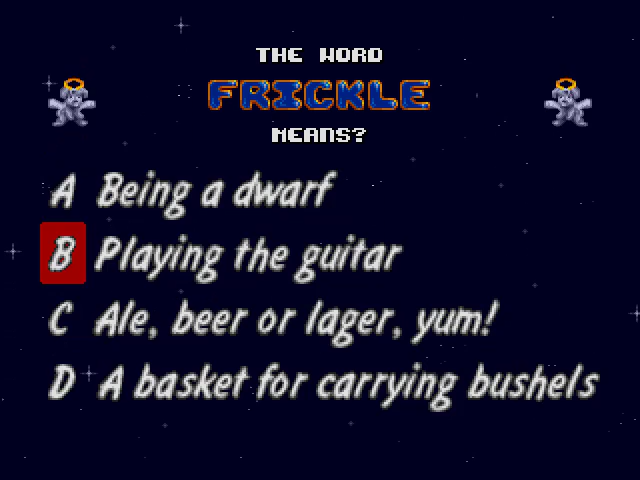 THE WORD
FRICKLE
MEANS?
A Being a dwarf
B Playing the guitar
C Ale, beer or lager, yum!
D A basket for carrying bushels